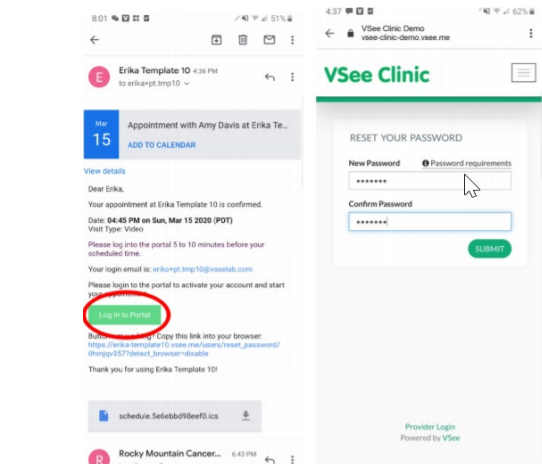 8:01
51%
Erika Template 10 4:36 PM
to erika+pt.tmp10
E
Mar
15
Appointment with Amy Davis at Erika Te...
ADD TO CALENDAR
View details
Dear Erika,
Your appointment at Erika Template 10 is confirmed.
Date: 04:45 PM on Sun, Mar 15 2020 (PDT)
Visit Type: Video
Please log into the portal 5 to 10 minutes before your
scheduled time.
Your login email is: erika+pt.tmp10@vseelab.com
Please login to the portal to activate your account and start
your
Log in to Portal
working? Copy this link into your browser:
https://erika-template10.vsee.me/users/reset_password/
0hmjqv357?detect_browser=disable
Thank you for using Erika Template 10!
schedule.5e6ebbd98eef0.ics
R
Rocky Mountain Cancer... 6:43 PM
4:37
62%
VSee Clinic Demo
vsee-clinic-demo.vsee.me
VSee Clinic
RESET YOUR PASSWORD
New Password
Password requirements
Confirm Password
SUBMIT
Provider Login
Powered by VSee